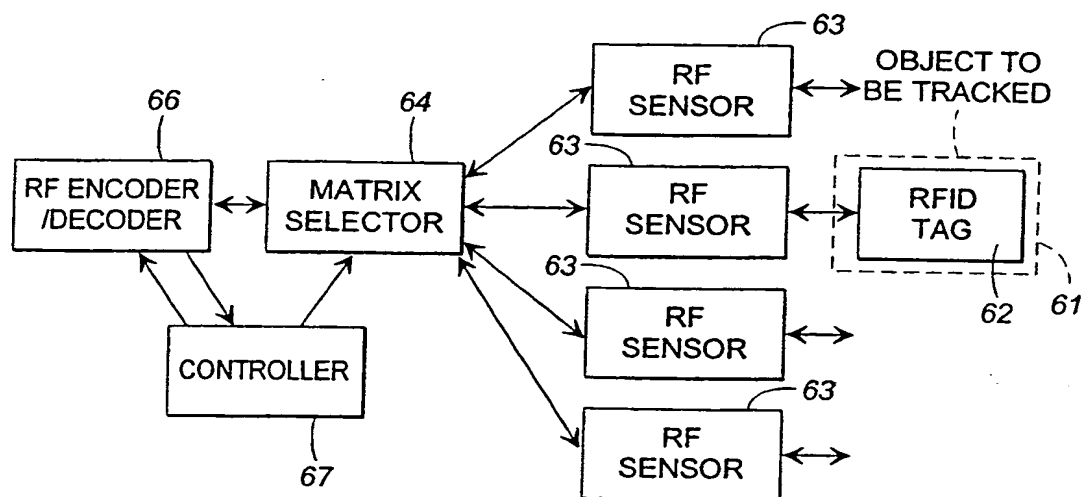 63
RF
SENSOR
OBJECT TO
BE TRACKED
66
64
63
RF ENCODER
/DECODER
MATRIX
SELECTOR
RF
SENSOR
RFID
TAG
63
62
61
RF
SENSOR
CONTROLLER
63
67
RF
SENSOR